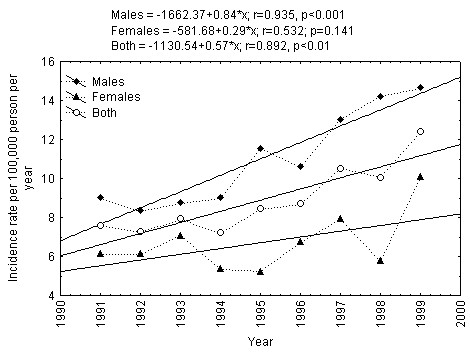 Males = -1662.37+0.84*x; r=0.935, p<0.001
Females = -581.68+0.29*x; r=0.532; p=0.141
Both = -1130.54+0.57*x; r=0.892, p<0.01
Incidence rate per 100,000 person per
year
16
14
12
10
8
6
4
Males
Females
Both
1990
1991
1992
1993
1994
1995
1996
1997
1998
1999
2000
Year